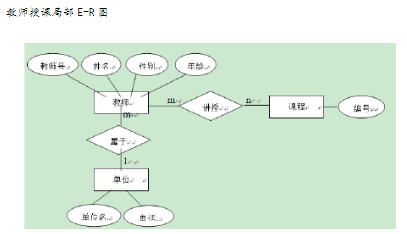 教师授课局部 E-R 图
教师号 姓名 性别 年龄
教师 m 讲授 n 课程 编号
m
属于
1
单位
单位名 电话